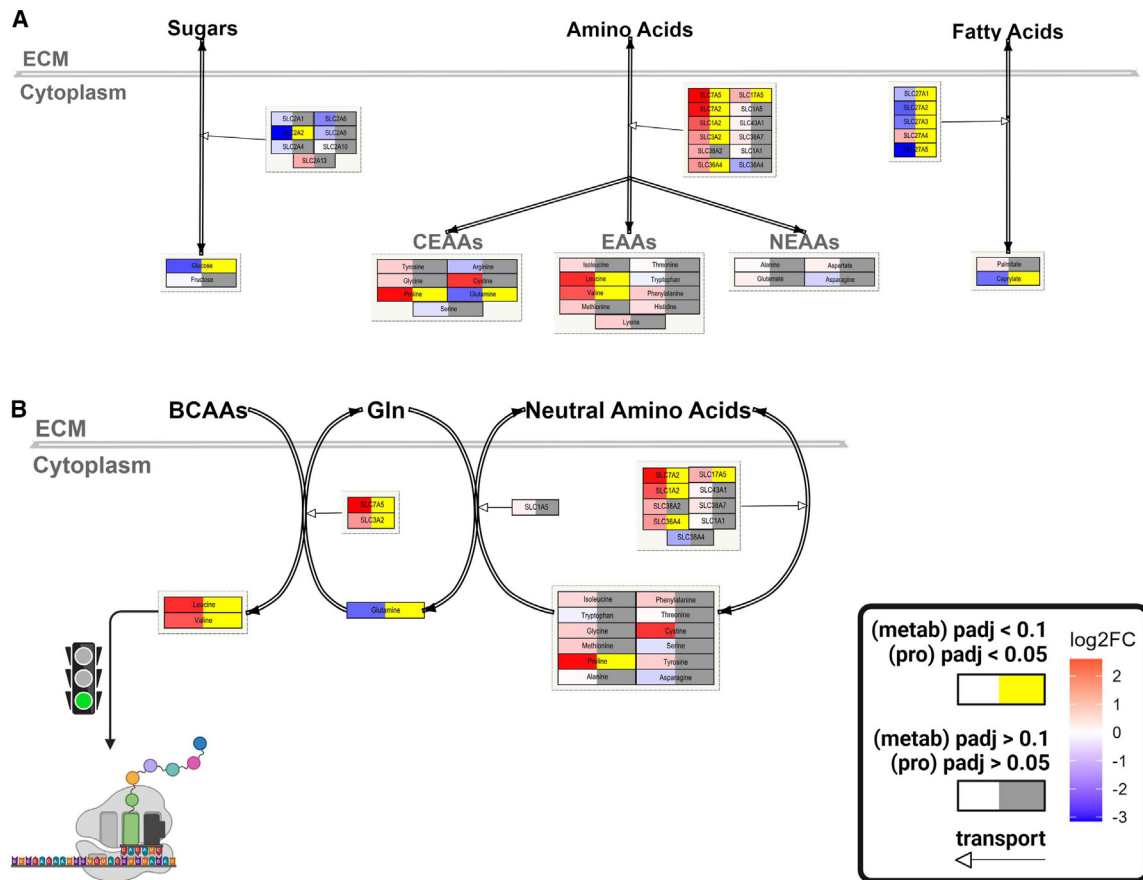 A
Sugars Amino Acids Fatty Acids
ECM
Cytoplasm
SLC2A1 SLC2A6
SLC2A2 SLC2A8
SLC2A4 SLC2A10
SLC2A13
SLC7A5 SLC17A5
SLC7A2 SLC1A5
SLC1A2 SLC43A1
SLC3A2 SLC38A7
SLC38A2 SLC1A1
SLC36A4 SLC38A4
SLC27A1
SLC27A2
SLC27A3
SLC27A4
SLC27A5
CEAAs EAAs NEAAs
Glucose
Fructose
Tyrosine Arginine
Glycine Cystine
Proline Glutamine
Serine
Isoleucine Threonine
Leucine Tryptophan
Valine Phenylalanine
Methionine Histidine
Lysine
Alanine Aspartate
Glutamate Asparagine
Palmitate
Caprylate
B
BCAAs Gln Neutral Amino Acids
ECM
Cytoplasm
SLC7A5
SLC3A2
SLC1A5
SLC7A2 SLC17A5
SLC1A2 SLC43A1
SLC38A2 SLC38A7
SLC36A4 SLC1A1
SLC38A4
Leucine
Valine
Glutamine
Isoleucine Phenylalanine
Tryptophan Threonine
Glycine Cystine
Methionine Serine
Proline Tyrosine
Alanine Asparagine
(metab) padj < 0.1
(pro) padj < 0.05
(metab) padj > 0.1
(pro) padj > 0.05
transport
log2FC
2
1
0
-1
-2
-3